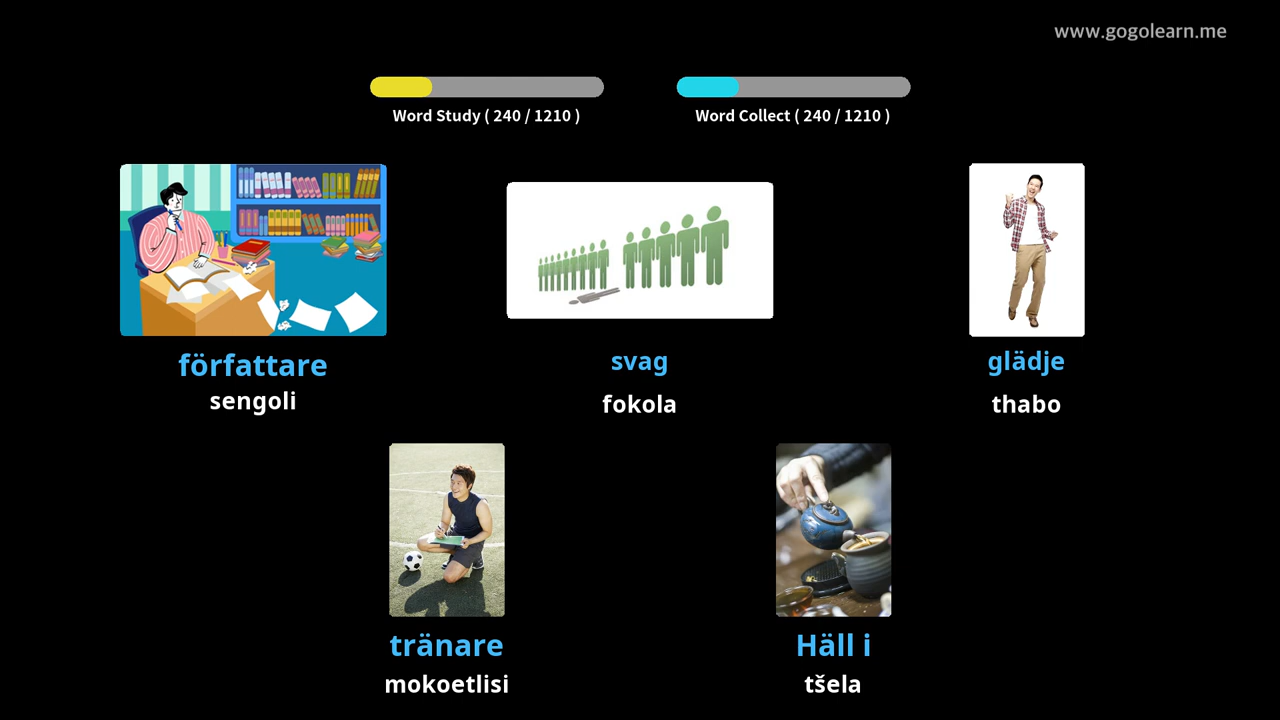 www.gogolearn.me
Word Study ( 240 / 1210 )
Word Collect ( 240 / 1210 )
författare
sengoli
svag
fokola
glädje
thabo
tränare
mokoetlisi
Häll i
tšela